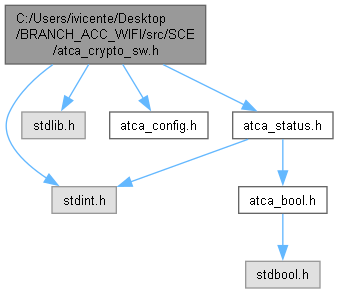 C:/Users/ivicente/Desktop
/BRANCH_ACC_WIFI/src/SCE
/atca_crypto_sw.h
stdlib.h
atca_config.h
atca_status.h
stdint.h
atca_bool.h
stdbool.h